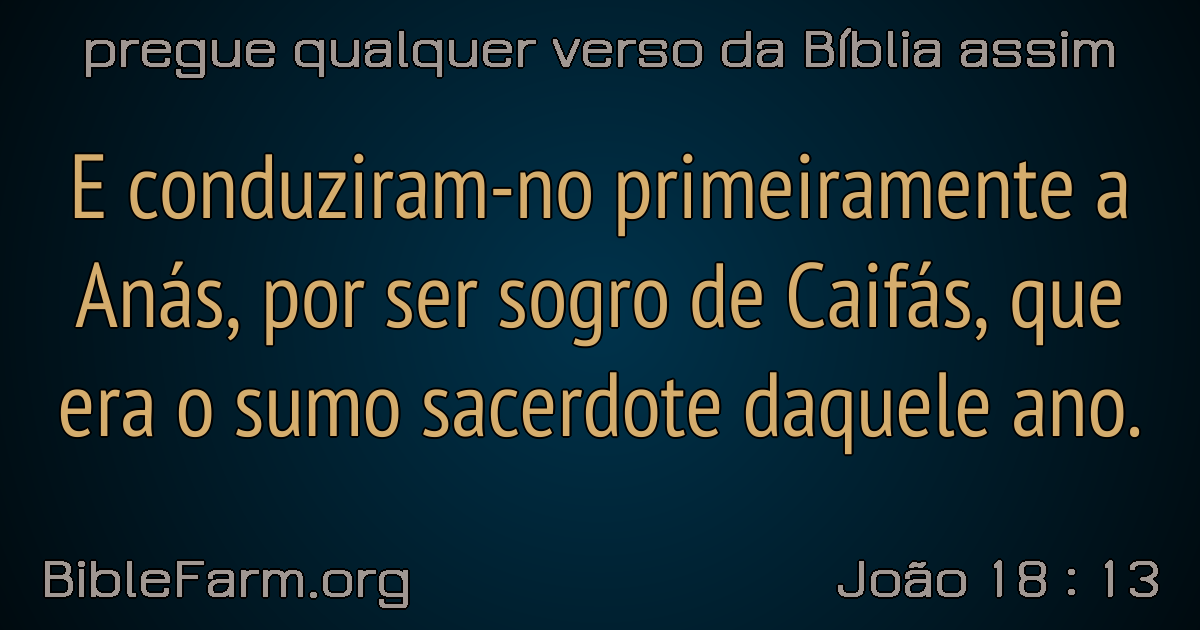 pregue qualquer verso da Bíblia assim
E conduziram-no primeiramente a
Anás, por ser sogro de Caifás, que
era o sumo sacerdote daquele ano.
BibleFarm.org
João 18 : 13